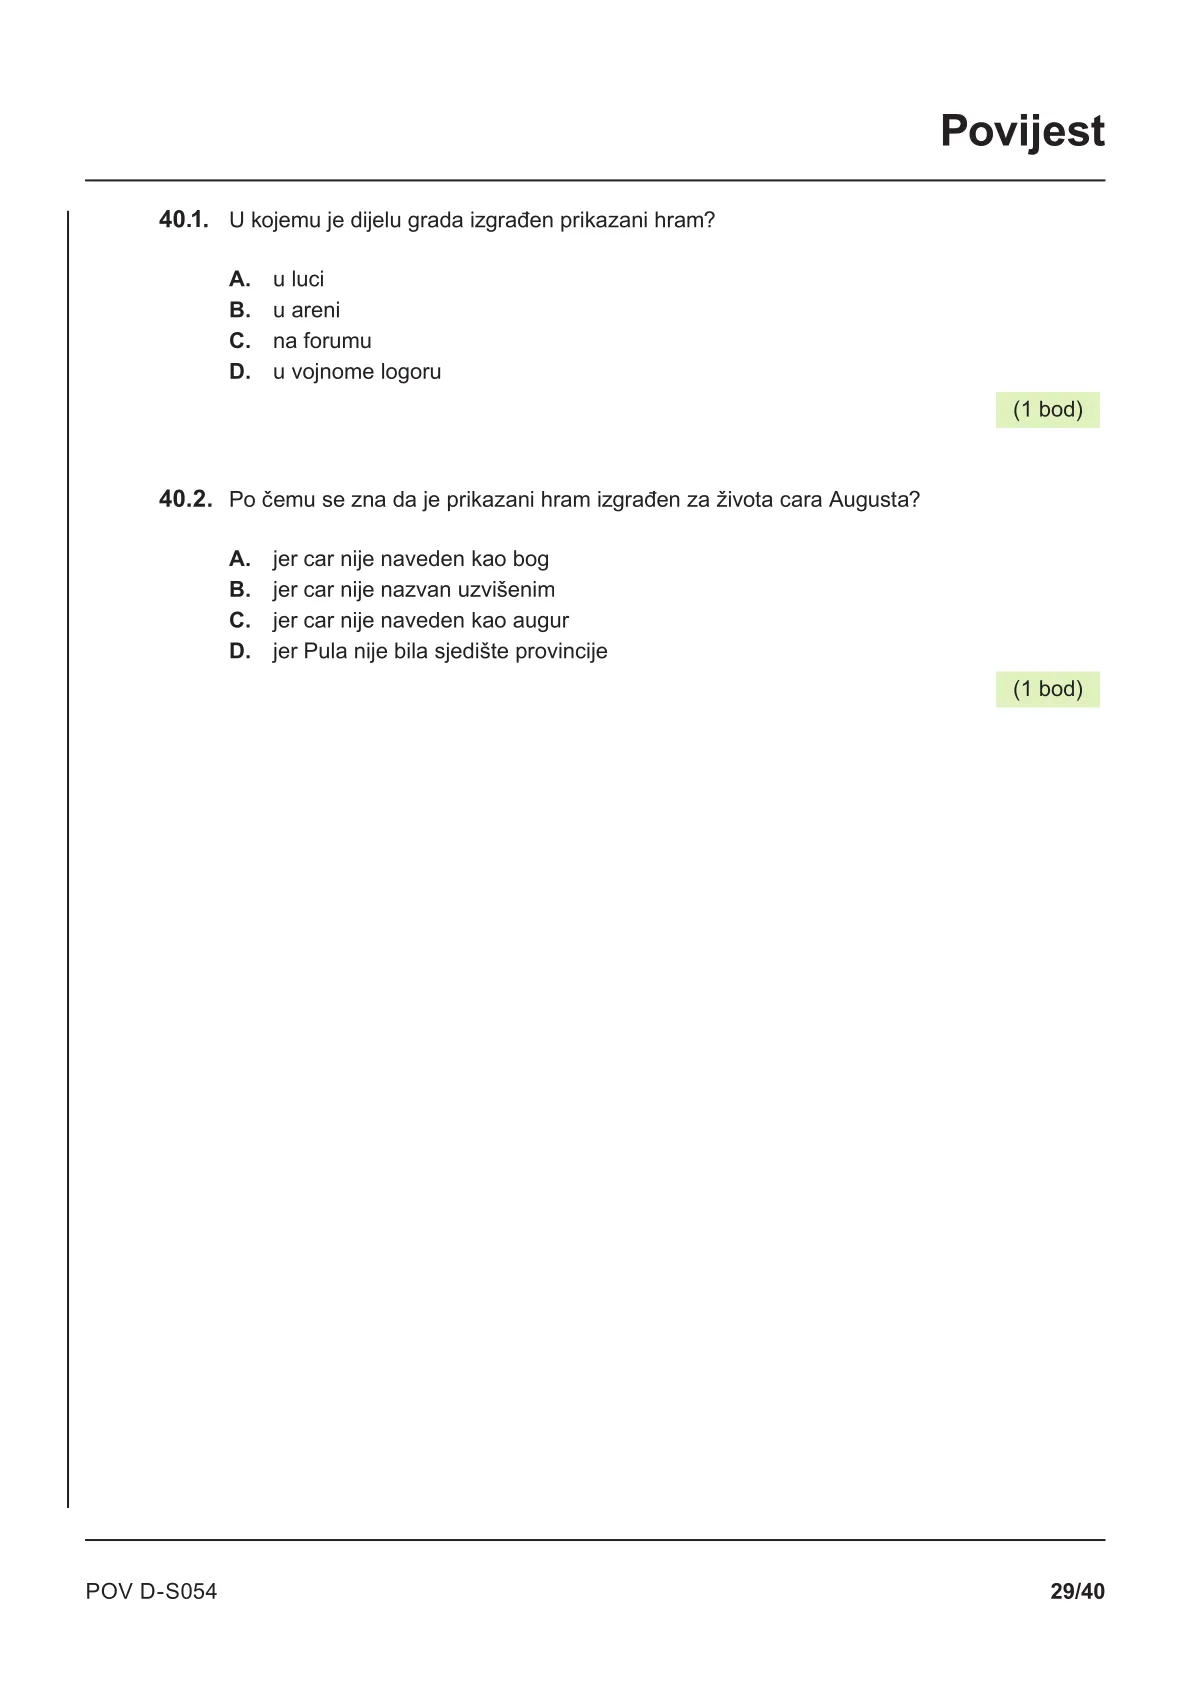 Povijest
40.1. U kojemu je dijelu grada izgrađen prikazani hram?
A. u luci
B. u areni
C. na forumu
D. u vojnome logoru
(1 bod)
40.2. Po čemu se zna da je prikazani hram izgrađen za života cara Augusta?
A. jer car nije naveden kao bog
B. jer car nije nazvan uzvišenim
C. jer car nije naveden kao augur
D. jer Pula nije bila sjedište provincije
(1 bod)
POV D-S054
29/40